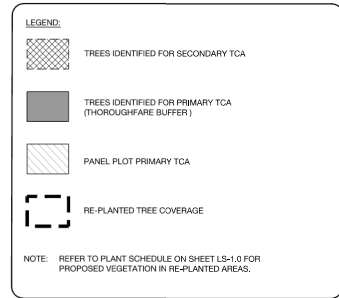 LEGEND:
TREES IDENTIFIED FOR SECONDARY TCA
TREES IDENTIFIED FOR PRIMARY TCA
(THOROUGHFARE BUFFER )
PANEL PLOT PRIMARY TCA
RE-PLANTED TREE COVERAGE
NOTE: REFER TO PLANT SCHEDULE ON SHEET LS-1.0 FOR
PROPOSED VEGETATION IN RE-PLANTED AREAS.